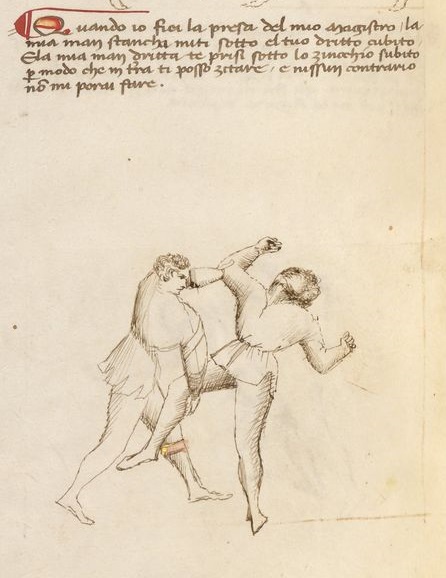 Quando io fici la presa del mio magistro, la
mia man stancha miti sotto el tuo dritto cubito.
E la mia man dritta te prisi sotto lo zinochio subito
p modo che in tra ti posso zitare, e nissun contrario
nō mi porai fare.